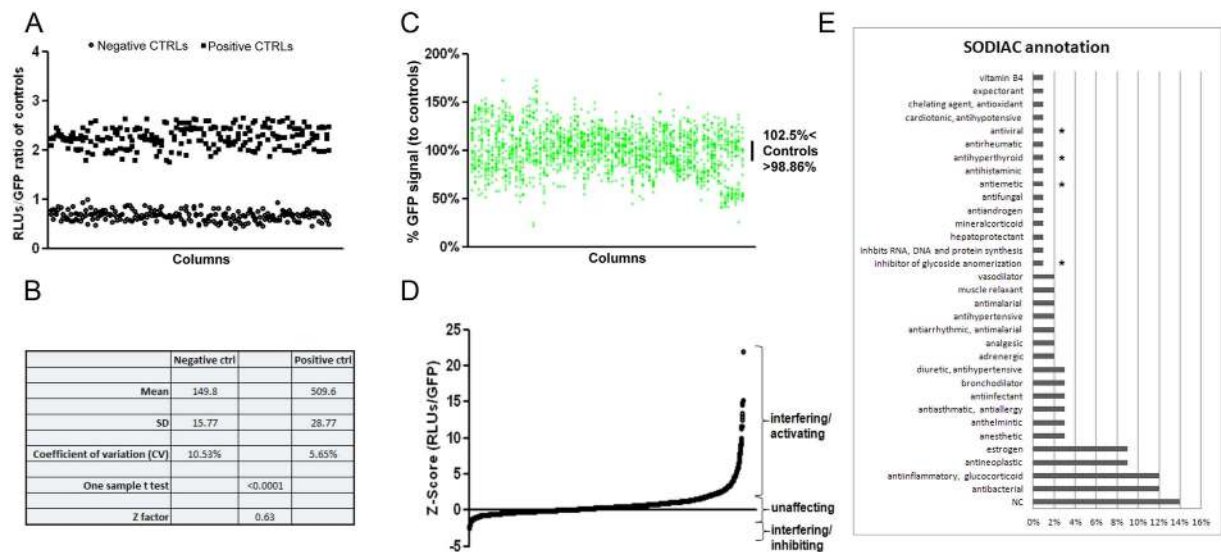 A
Negative CTRLs
Positive CTRLs
RLUs/GFP ratio of controls
4
3
2
1
0
Columns
B
Negative ctrl Positive ctrl
Mean 149.8 509.6
SD 15.77 28.77
Coefficient of variation (CV) 10.53% 5.65%
One sample t test <0.0001
Z factor 0.63
C
% GFP signal (to controls)
200%
150%
100%
50%
0%
102.5%<
Controls
>98.86%
Columns
D
Z-Score (RLUs/GFP)
25
20
15
10
5
0
-5
interfering/
activating
unaffecting
interfering/
inhibiting
E
SODIAC annotation
vitamin B4
expectorant
chelating agent, antioxidant
cardiotonic, antihypotensive
antiviral *
antirheumatic
antihyperthyroid *
antihistaminic
antiemetic *
antifungal
antiandrogen
mineralcorticoid
hepatoprotectant
Inhbits RNA, DNA and protein synthesis
inhibitor of glycoside anomerization *
vasodilator
muscle relaxant
antimalarial
antihypertensive
antiarrhythmic, antimalarial
analgesic
adrenergic
diuretic, antihypertensive
bronchodilator
antiinfectant
antiasthmatic, antiallergy
anthelmintic
anesthetic
estrogen
antineoplastic
antiinflammatory, glucocorticoid
antibacterial
NC
0% 2% 4% 6% 8% 10% 12% 14% 16%